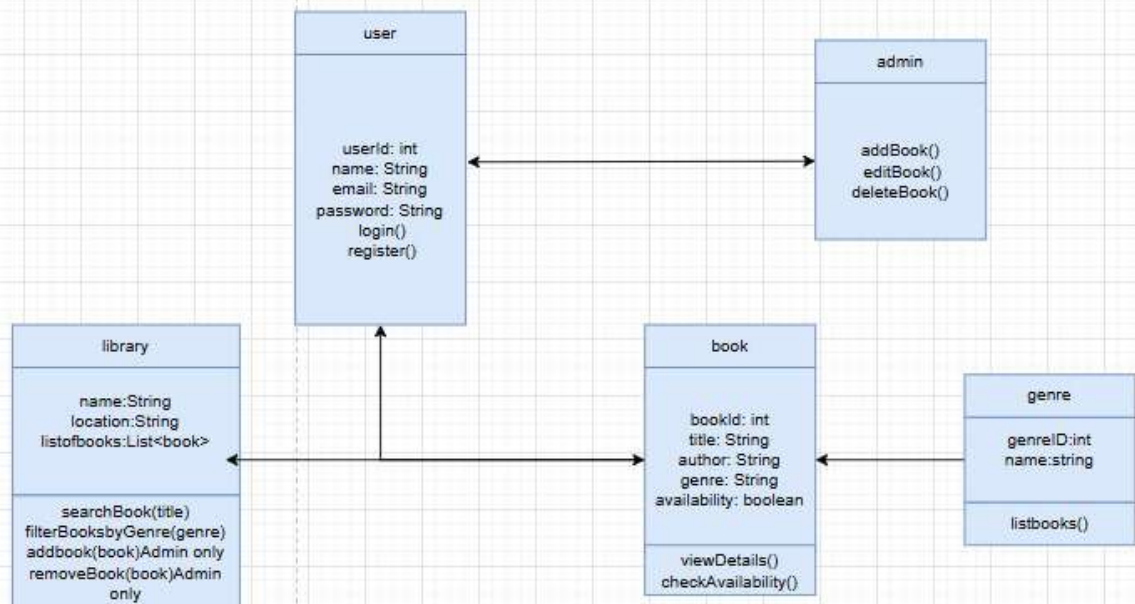 user
userId: int
name: String
email: String
password: String
login()
register()
admin
addBook()
editBook()
deleteBook()
library
name:String
location:String
listofbooks:List<book>
searchBook(title)
filterBooksbyGenre(genre)
addbook(book)Admin only
removeBook(book)Admin
only
book
bookId: int
title: String
author: String
genre: String
availability: boolean
viewDetails()
checkAvailability()
genre
genreID:int
name:string
listbooks()